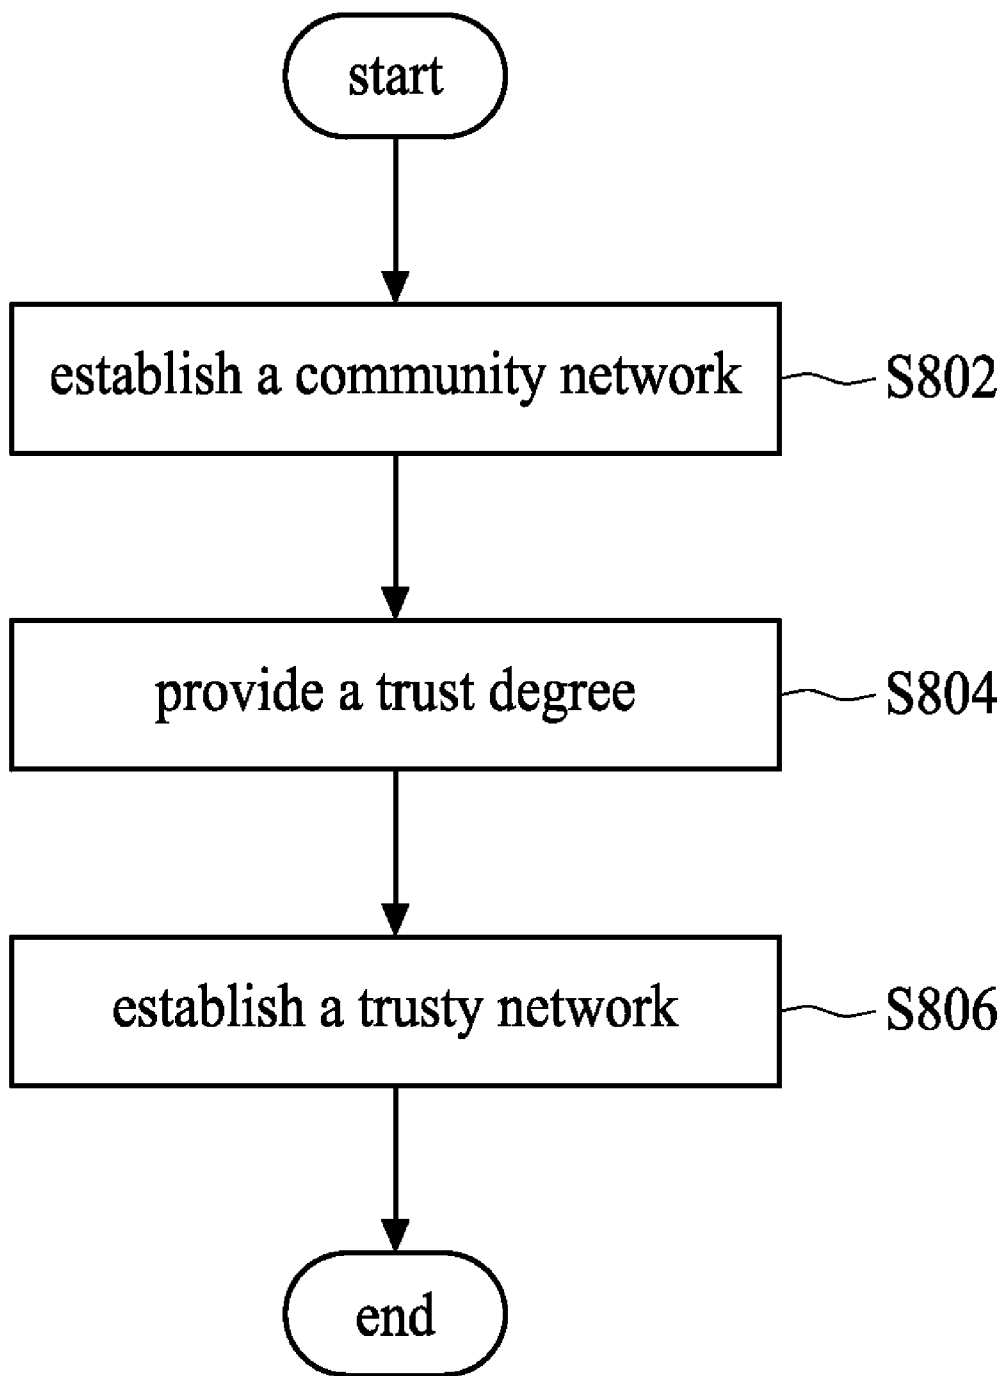 start
establish a community network
S802
provide a trust degree
S804
establish a trusty network
S806
end